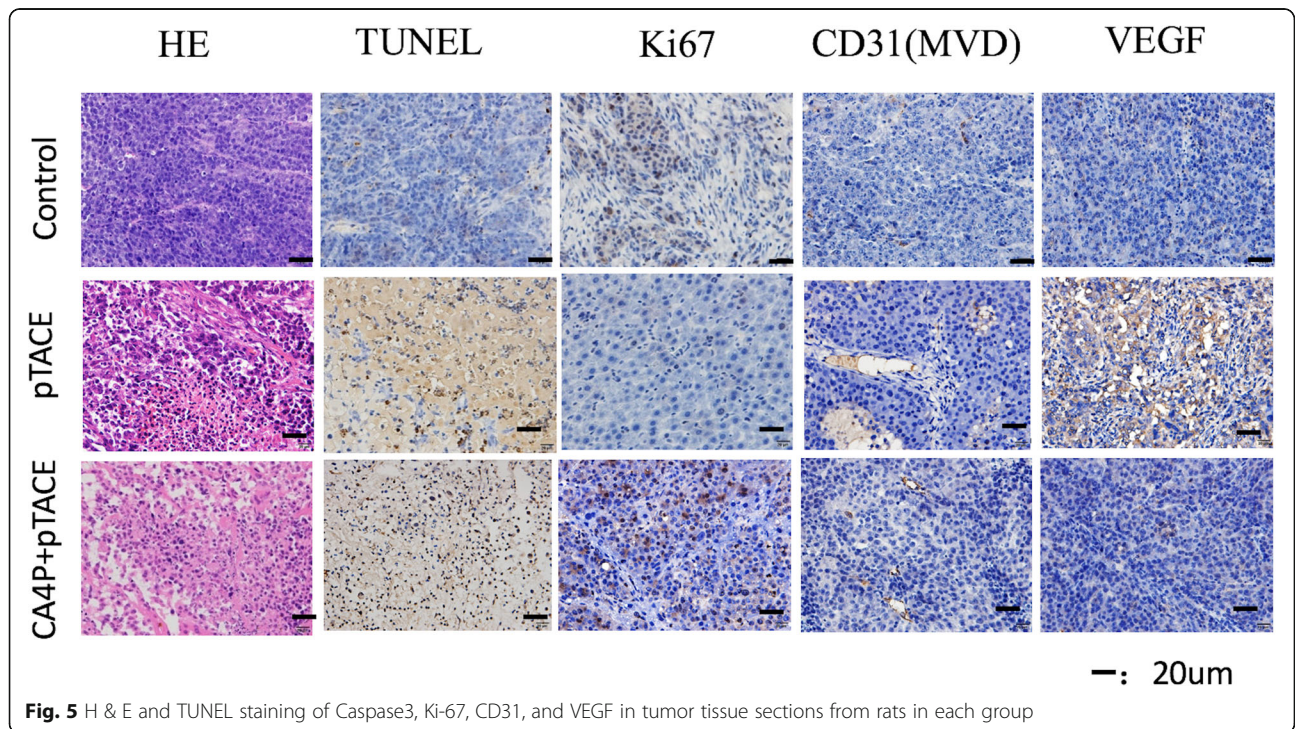 HE TUNEL Ki67 CD31(MVD) VEGF
Control
pTACE
CA4P+pTACE
━: 20um
Fig. 5 H & E and TUNEL staining of Caspase3, Ki-67, CD31, and VEGF in tumor tissue sections from rats in each group